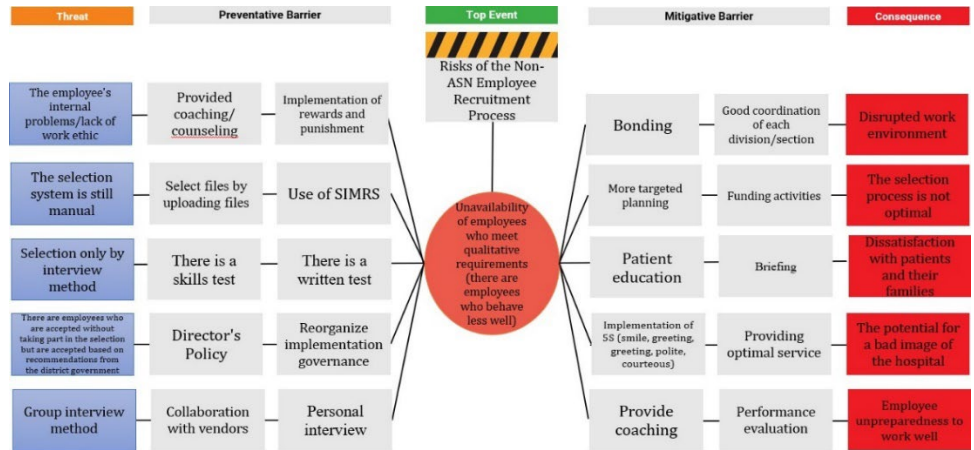 Threat
Preventative Barrier
Top Event
Mitigative Barrier
Consequence
Risks of the Non-
ASN Employee
Recruitment
Process
The employee's
internal
problems/lack of
work ethic
Provided
coaching/
counseling
Implementation of
rewards and
punishment
Bonding
Good coordination
of each
division/section
Disrupted work
environment
The selection
system is still
manual
Select files by
uploading files
Use of SIMRS
Unavailability
of employees
who meet
qualitative
requirements
(there are
employees
who behave
less well)
More targeted
planning
Funding activities
The selection
process is not
optimal
Selection only by
interview
method
There is a
skills test
There is a
written test
Patient
education
Briefing
Dissatisfaction
with patients
and their
families
There are employees who
are accepted without
taking part in the selection
but are accepted based on
recommendations from
the district government
Director's
Policy
Reorganize
implementation
governance
Implementation of
5S (smile, greeting,
greeting, polite,
courteous)
Providing
optimal service
The potential for
a bad image of
the hospital
Group interview
method
Collaboration
with vendors
Personal
interview
Provide
coaching
Performance
evaluation
Employee
unpreparedness to
work well